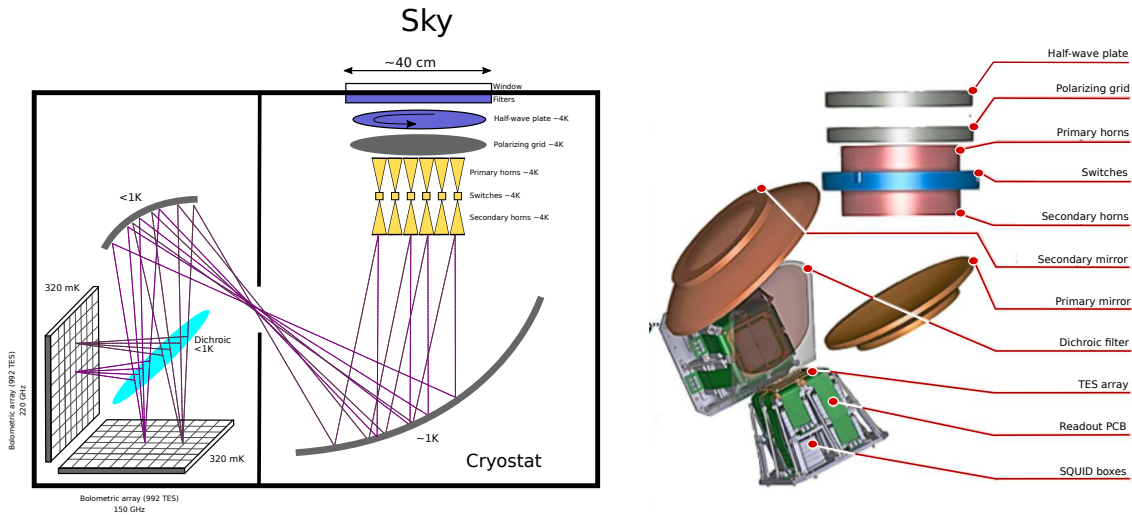 Sky
~40 cm
Window
Filters
Half-wave plate ~4K
Polarizing grid ~4K
Primary horns ~4K
Switches ~4K
Secondary horns ~4K
<1K
320 mK
Dichroic
<1K
~1K
320 mK
Cryostat
Bolometric array (992 TES)
220 GHz
Bolometric array (992 TES)
150 GHz
Half-wave plate
Polarizing grid
Primary horns
Switches
Secondary horns
Secondary mirror
Primary mirror
Dichroic filter
TES array
Readout PCB
SQUID boxes